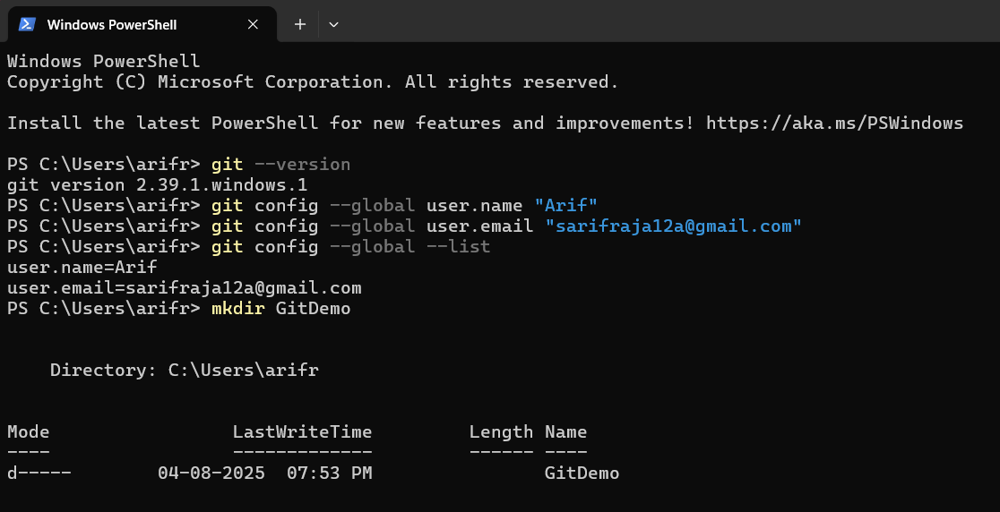 Windows PowerShell
Windows PowerShell
Copyright (C) Microsoft Corporation. All rights reserved.
Install the latest PowerShell for new features and improvements! https://aka.ms/PSWindows
PS C:\Users\arifr> git --version
git version 2.39.1.windows.1
PS C:\Users\arifr> git config --global user.name "Arif"
PS C:\Users\arifr> git config --global user.email "sarifraja12a@gmail.com"
PS C:\Users\arifr> git config --global --list
user.name=Arif
user.email=sarifraja12a@gmail.com
PS C:\Users\arifr> mkdir GitDemo
    Directory: C:\Users\arifr
Mode                 LastWriteTime         Length Name
----                 -------------         ------ ----
d-----        04-08-2025  07:53 PM                GitDemo